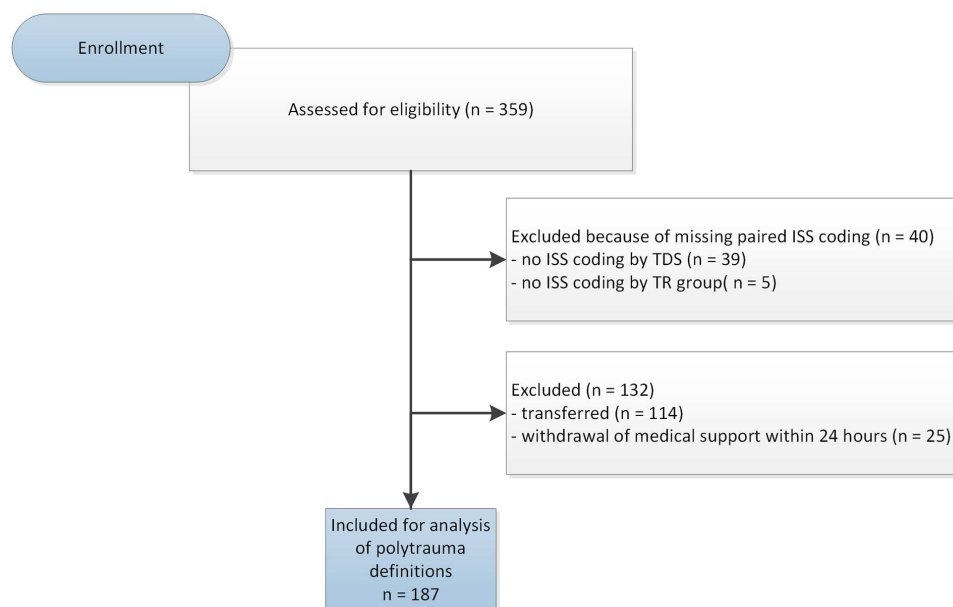 Enrollment
Assessed for eligibility (n = 359)
Excluded because of missing paired ISS coding (n = 40)
- no ISS coding by TDS (n = 39)
- no ISS coding by TR group( n = 5)
Excluded (n = 132)
- transferred (n = 114)
- withdrawal of medical support within 24 hours (n = 25)
Included for analysis
of polytrauma
definitions
n = 187